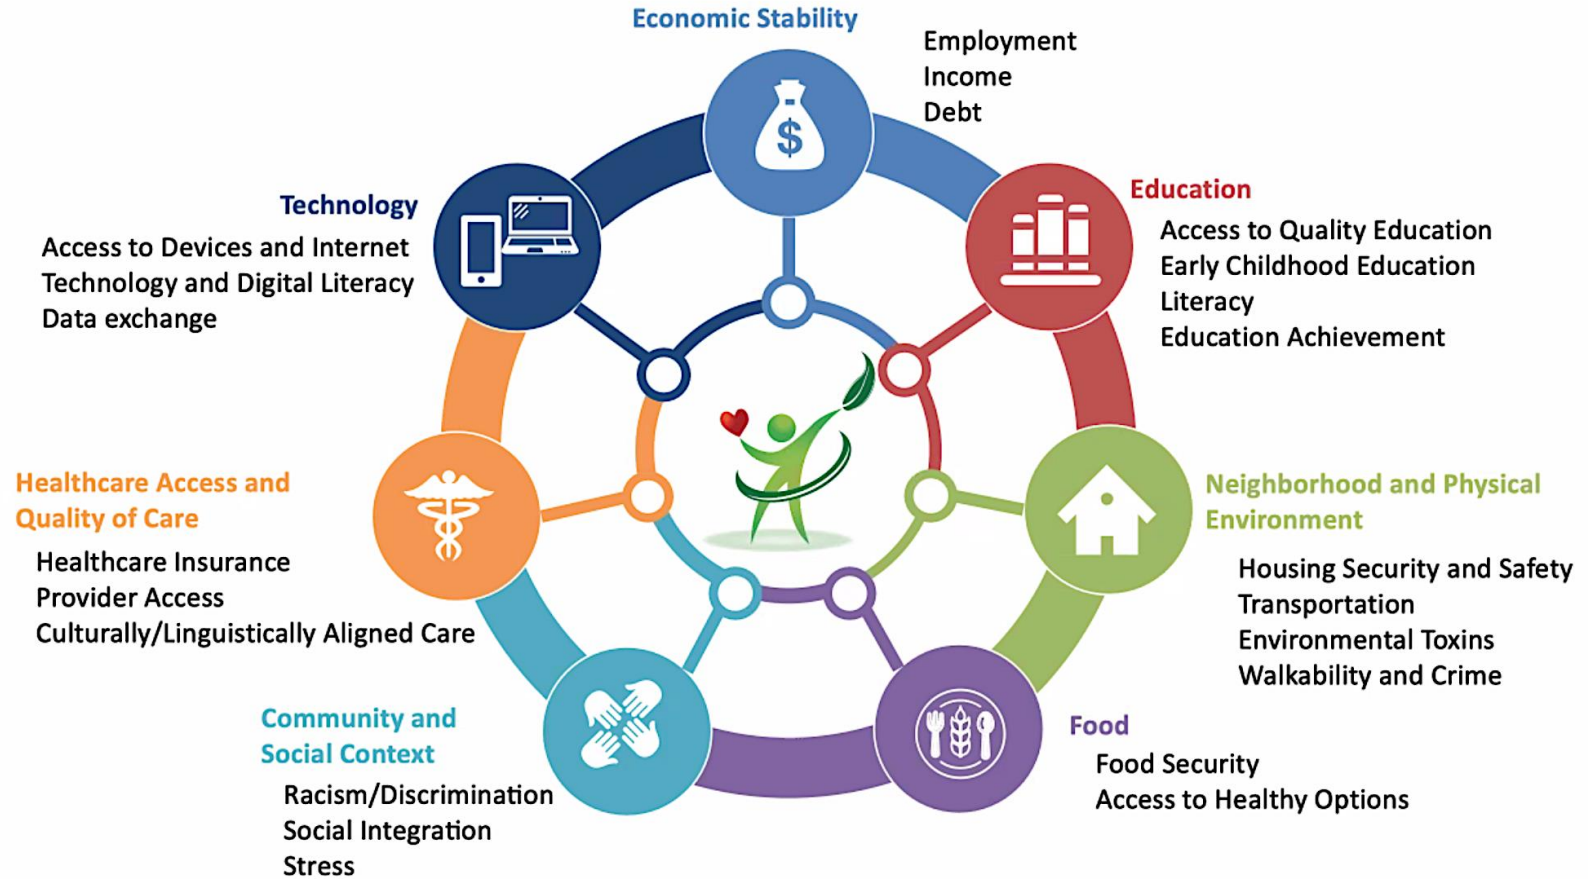 Economic Stability
Employment
Income
Debt
$
Education
Access to Quality Education
Early Childhood Education
Literacy
Education Achievement
Neighborhood and Physical
Environment
Housing Security and Safety
Transportation
Environmental Toxins
Walkability and Crime
Food
Food Security
Access to Healthy Options
Community and
Social Context
Racism/Discrimination
Social Integration
Stress
Healthcare Access and
Quality of Care
Healthcare Insurance
Provider Access
Culturally/Linguistically Aligned Care
Technology
Access to Devices and Internet
Technology and Digital Literacy
Data exchange